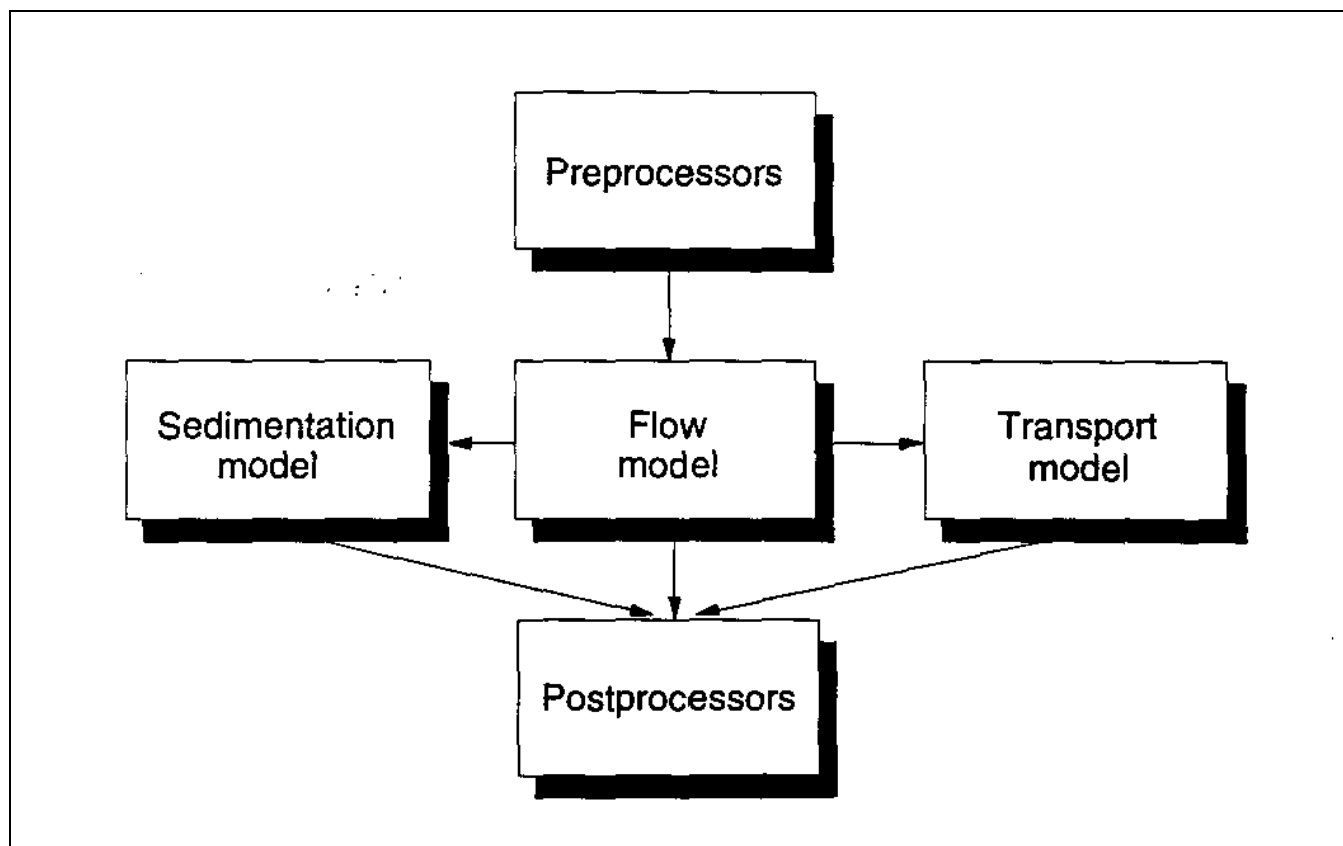 Preprocessors
Sedimentation
model
Flow
model
Transport
model
Postprocessors